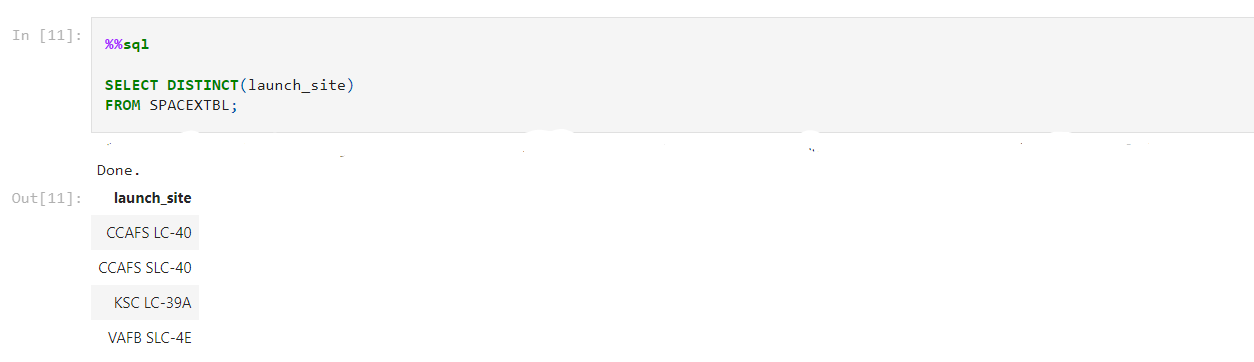 In [11]:
%%sql
SELECT DISTINCT(launch_site)
FROM SPACEXTBL;
Done.
Out[11]:
launch_site
CCAFS LC-40
CCAFS SLC-40
KSC LC-39A
VAFB SLC-4E